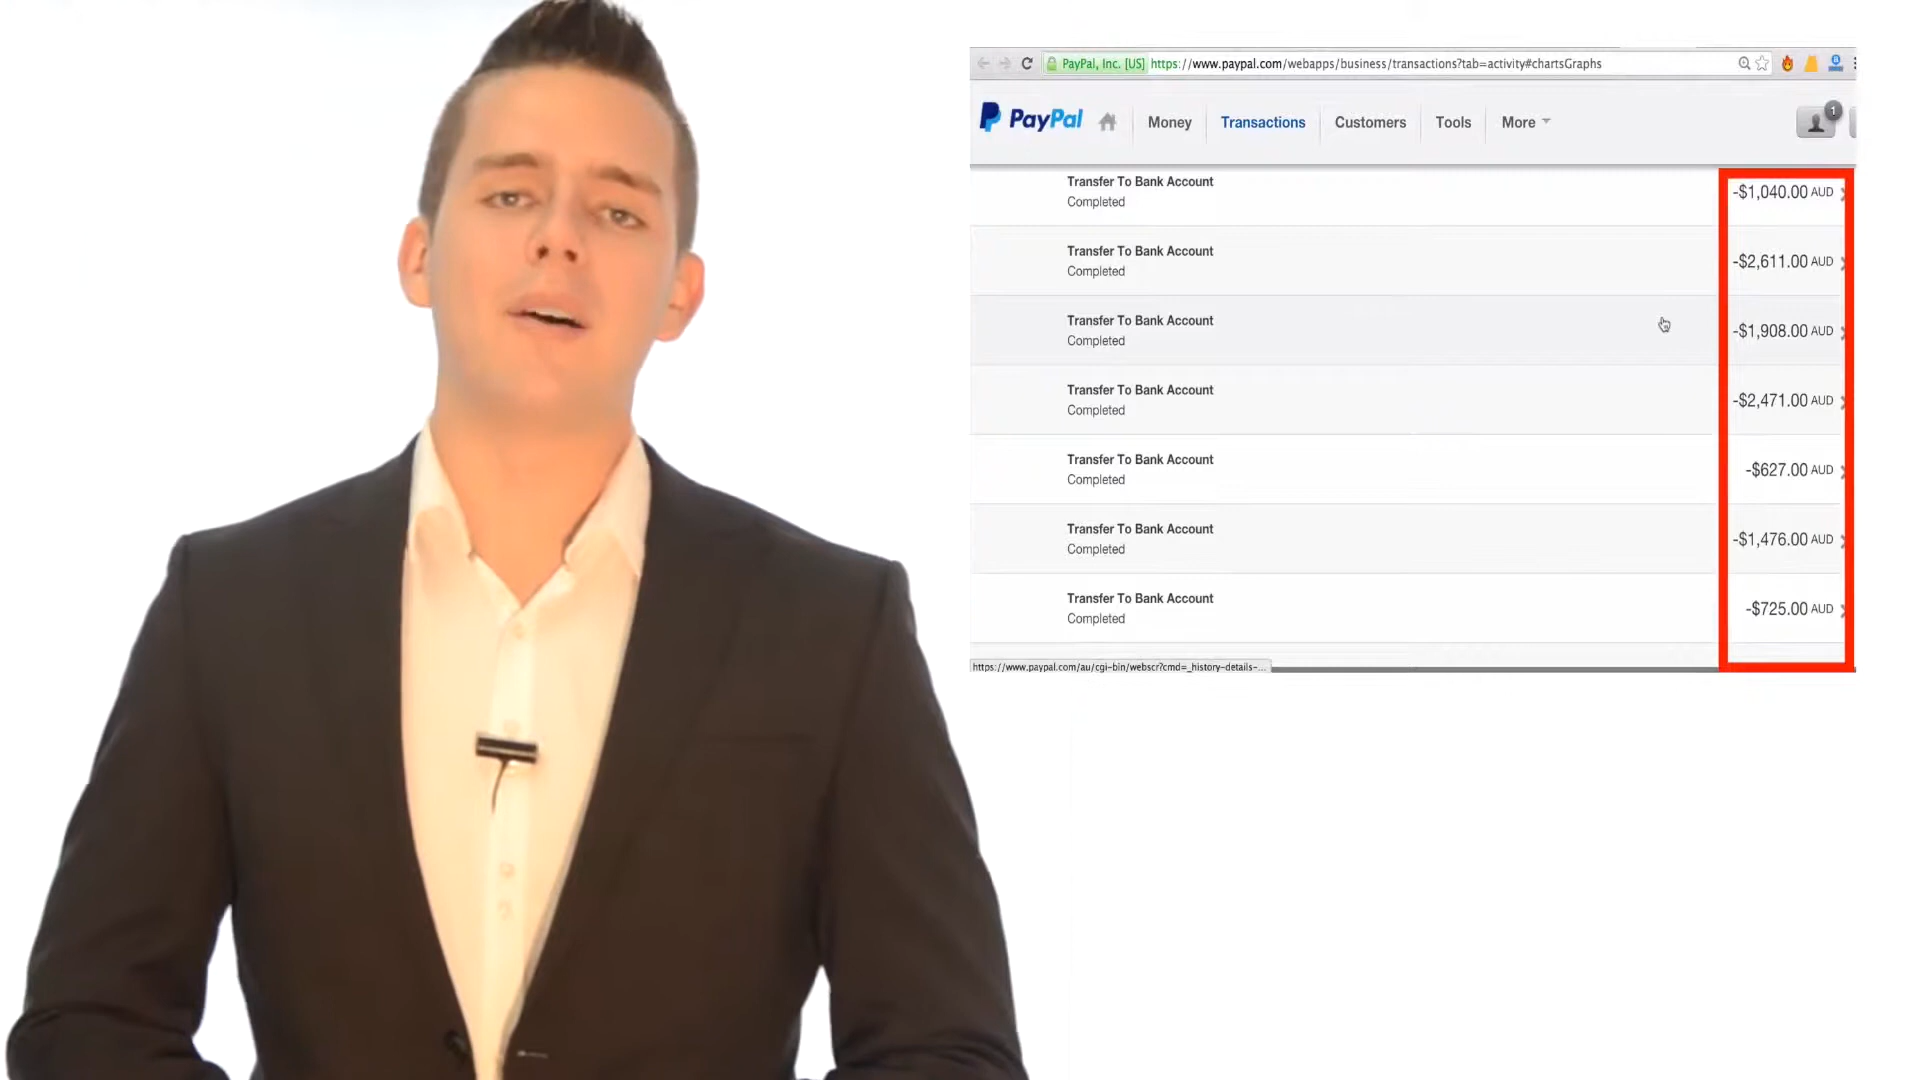 PayPal, Inc. [US] https://www.paypal.com/webapps/business/transactions?tab=activity#chartsGraphs
PayPal Money Transactions Customers Tools More 1
Transfer To Bank Account
Completed
-$1,040.00 AUD
Transfer To Bank Account
Completed
-$2,611.00 AUD
Transfer To Bank Account
Completed
-$1,908.00 AUD
Transfer To Bank Account
Completed
-$2,471.00 AUD
Transfer To Bank Account
Completed
-$627.00 AUD
Transfer To Bank Account
Completed
-$1,476.00 AUD
Transfer To Bank Account
Completed
-$725.00 AUD
https://www.paypal.com/au/cgi-bin/webscr?cmd=_history-details-...